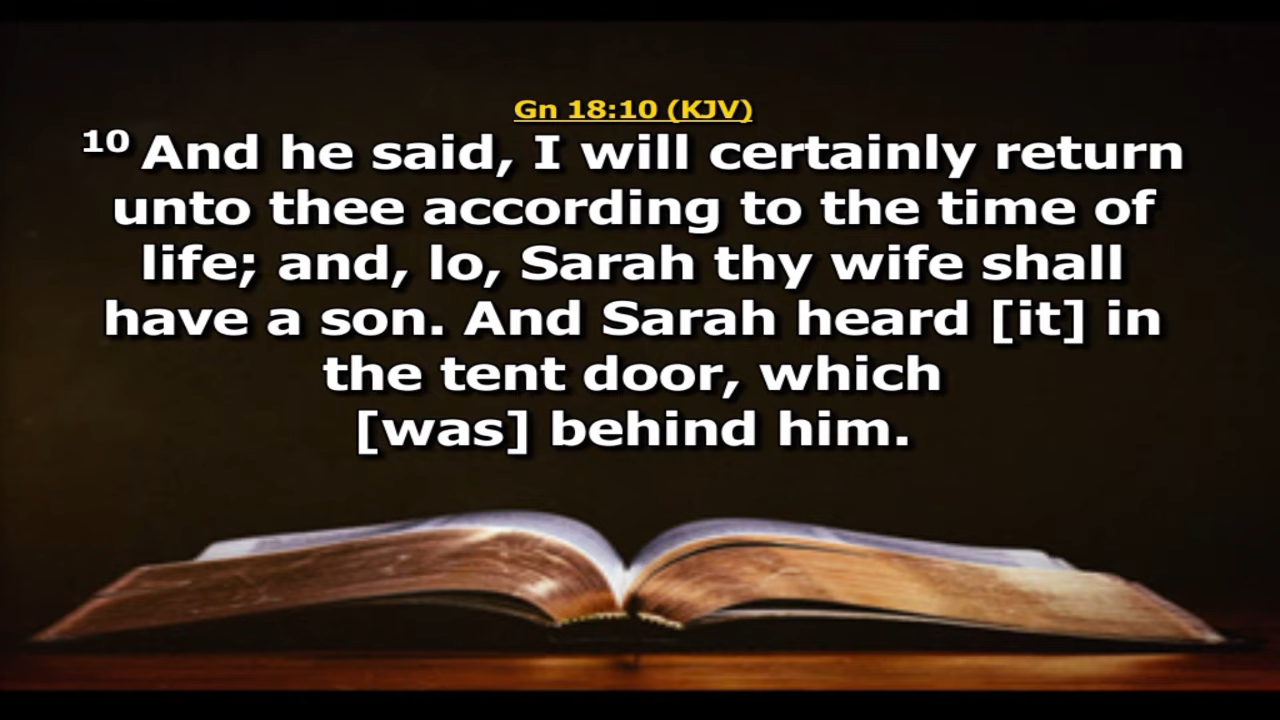 Gn 18:10 (KJV)
10 And he said, I will certainly return
unto thee according to the time of
life; and, lo, Sarah thy wife shall
have a son. And Sarah heard [it] in
the tent door, which
[was] behind him.